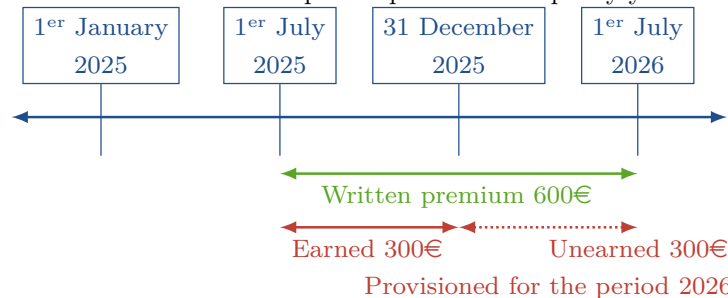 1er January 2025
1er July 2025
31 December 2025
1er July 2026
Written premium 600€
Earned 300€
Unearned 300€
Provisioned for the period 2026